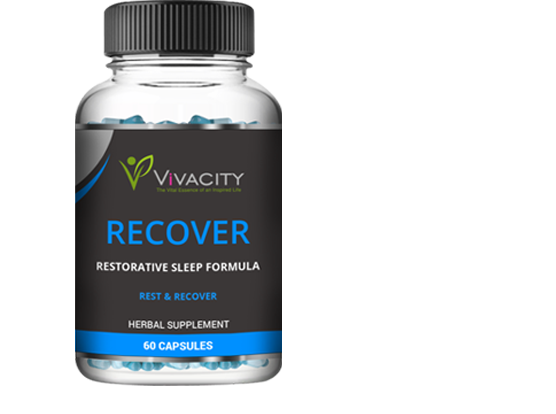 ViVACITY
The Vital Essence of an Inspired Life
RECOVER
RESTORATIVE SLEEP FORMULA
REST & RECOVER
HERBAL SUPPLEMENT
60 CAPSULES